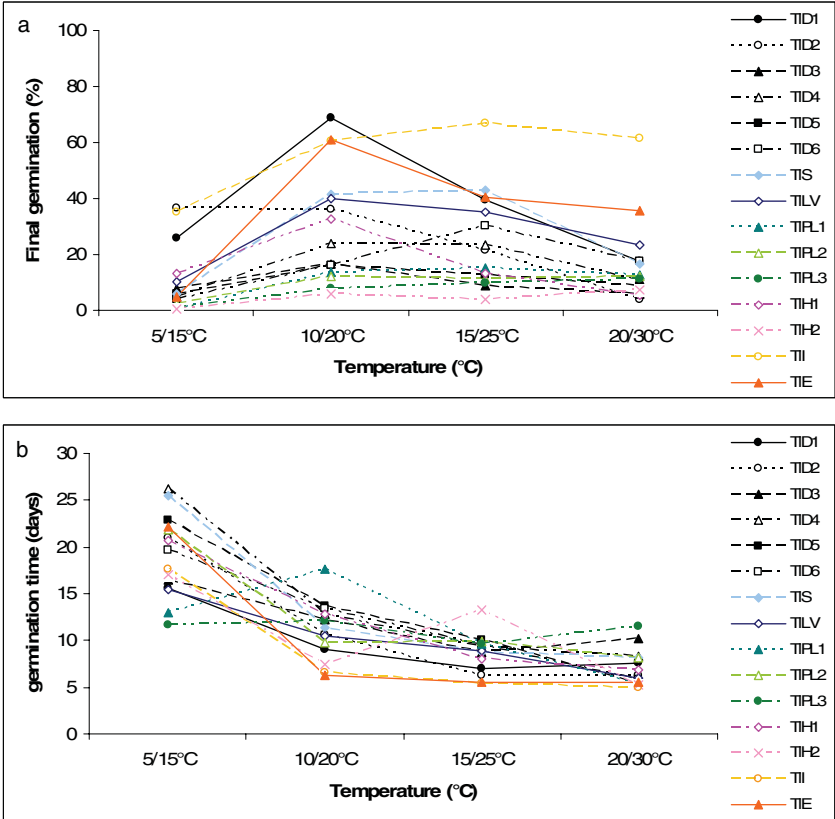 a
Final germination (%)
100
80
60
40
20
0
5/15°C
10/20°C
15/25°C
20/30°C
Temperature (°C)
TID1
TID2
TID3
TID4
TID5
TID6
TIS
TILV
TIPL1
TIPL2
TIPL3
TIH1
TIH2
TII
TIE
b
germination time (days)
30
25
20
15
10
5
0
5/15°C
10/20°C
15/25°C
20/30°C
Temperature (°C)
TID1
TID2
TID3
TID4
TID5
TID6
TIS
TILV
TIPL1
TIPL2
TIPL3
TIH1
TIH2
TII
TIE